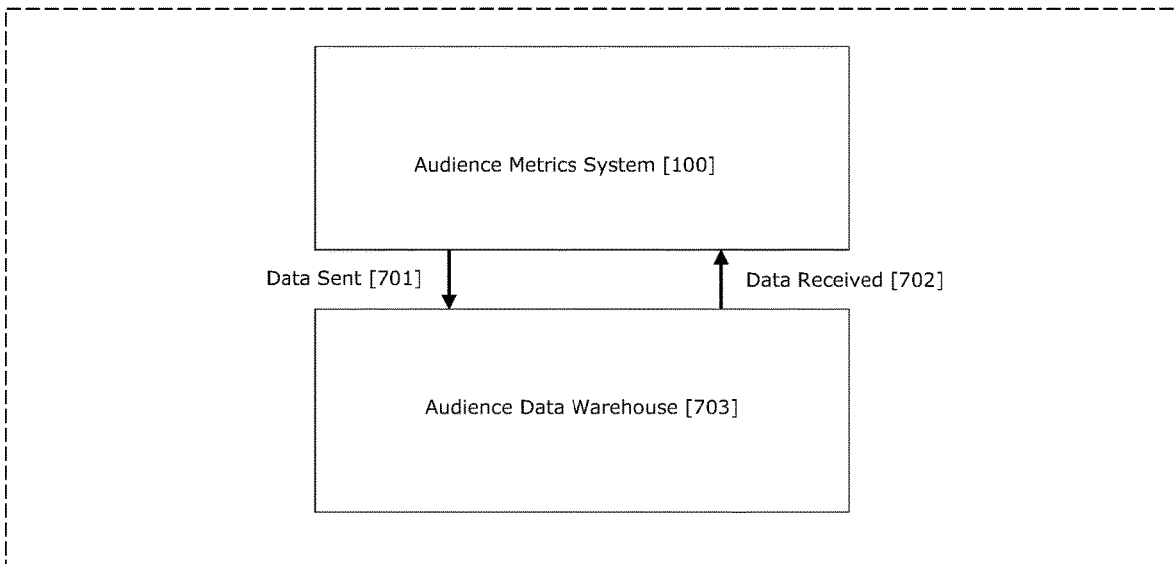 Audience Metrics System [100]
Data Sent [701]
Data Received [702]
Audience Data Warehouse [703]